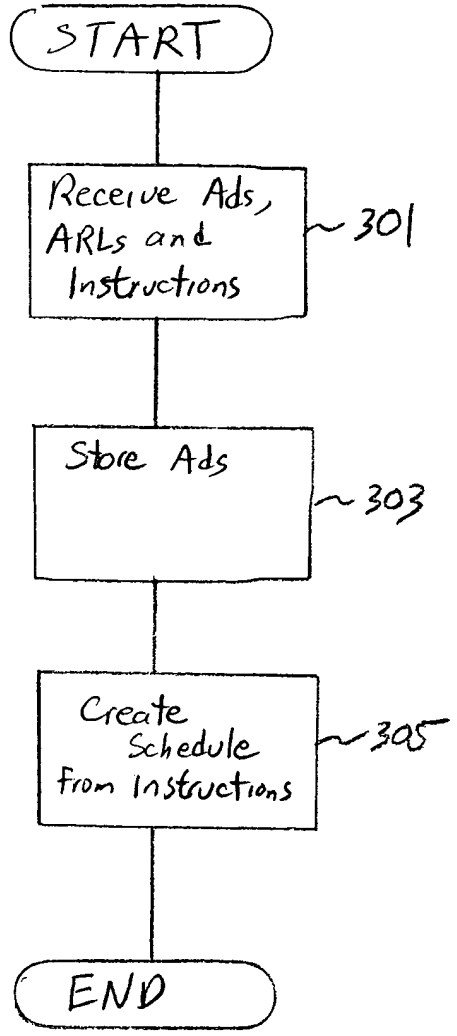 START
Receive Ads,
ARLs and
Instructions
301
Store Ads
303
Create
Schedule
from Instructions
305
END